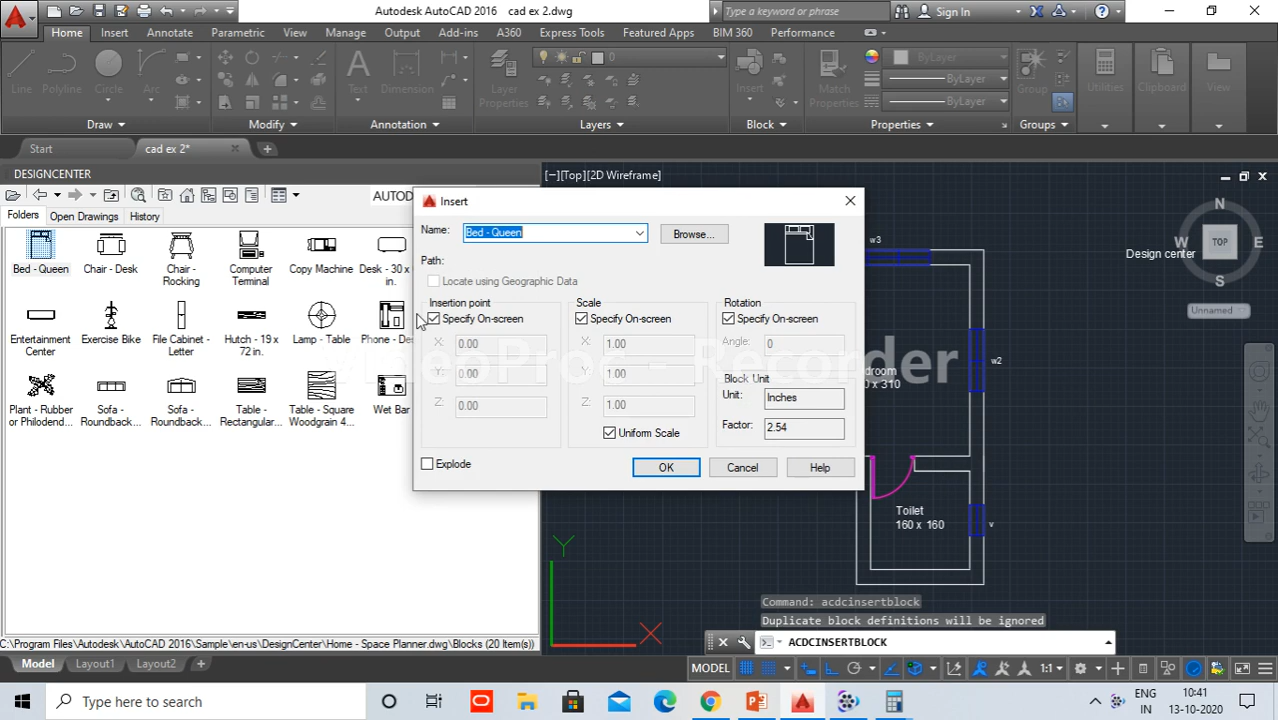 Autodesk AutoCAD 2016 cad ex 2.dwg
Type a keyword or phrase
Sign In
Home Insert Annotate Parametric View Manage Output Add-ins A360 Express Tools Featured Apps BIM 360 Performance
Line Polyline Circle Arc
Text Dimension
Layer Properties
0
Insert
Match Properties
ByLayer
ByLayer
ByLayer
Group
Utilities
Clipboard
View
Draw Modify Annotation Layers Block Properties Groups
Start cad ex 2*
DESIGNCENTER
[−][Top][2D Wireframe]
AUTOD
Folders Open Drawings History
Bed - Queen
Chair - Desk
Chair - Rocking
Computer Terminal
Copy Machine
Desk - 30 x
in.
Entertainment Center
Exercise Bike
File Cabinet - Letter
Hutch - 19 x 72 in.
Lamp - Table
Phone - Des
Plant - Rubber or Philodend...
Sofa - Roundback...
Sofa - Roundback...
Table - Rectangular...
Table - Square Woodgrain 4...
Wet Bar
Insert
Name: Bed - Queen Browse...
Path:
Locate using Geographic Data
Insertion point Scale Rotation
Specify On-screen Specify On-screen Specify On-screen
X: 0.00 X: 1.00 Angle: 0
0.00 1.00 Block Unit
Unit: Inches
Z: 0.00 Z: 1.00
Uniform Scale Factor: 2.54
Explode OK Cancel Help
Recorder
w3
N
W TOP E
S
Design center
Unnamed
w2
droom
0 x 310
Toilet
160 x 160
v
Y
X
Command: acdcinsertblock
Duplicate block definitions will be ignored
ACDCINSERTBLOCK
C:\Program Files\Autodesk\AutoCAD 2016\Sample\en-us\DesignCenter\Home - Space Planner.dwg\Blocks (20 Item(s))
Model Layout1 Layout2
MODEL 1:1
Type here to search
ENG
IN
10:41
13-10-2020